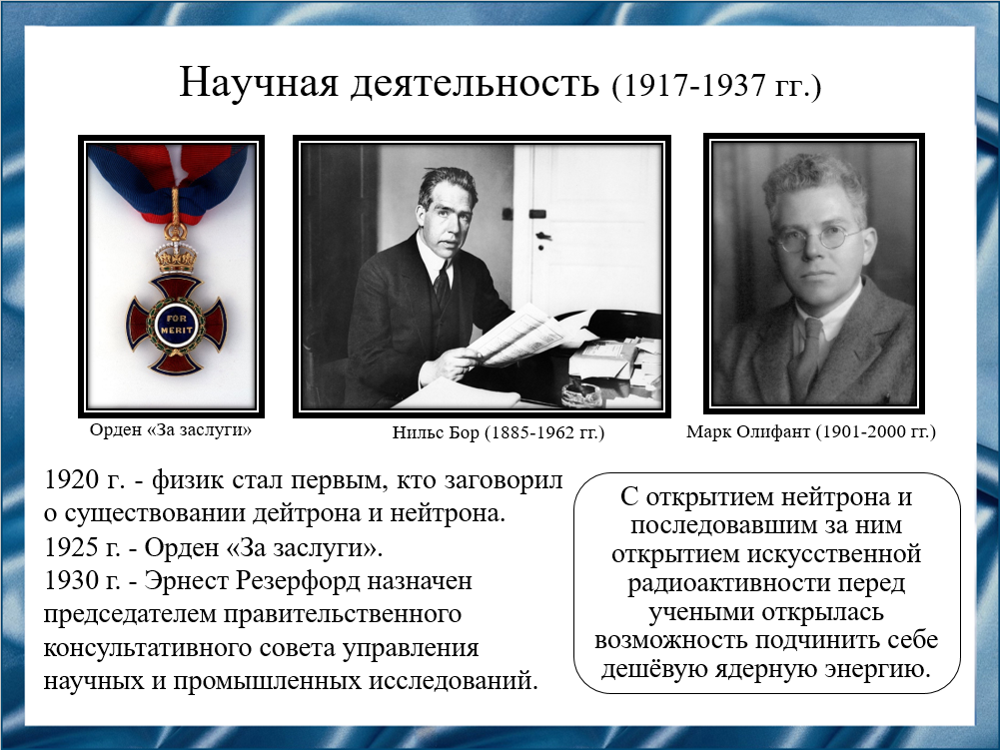 Научная деятельность (1917-1937 гг.)
FOR
MERIT
Орден «За заслуги»
Нильс Бор (1885-1962 гг.)
Марк Олифант (1901-2000 гг.)
1920 г. - физик стал первым, кто заговорил
о существовании дейтрона и нейтрона.
1925 г. - Орден «За заслуги».
1930 г. - Эрнест Резерфорд назначен
председателем правительственного
консультативного совета управления
научных и промышленных исследований.
С открытием нейтрона и
последовавшим за ним
открытием искусственной
радиоактивности перед
учеными открылась
возможность подчинить себе
дешёвую ядерную энергию.